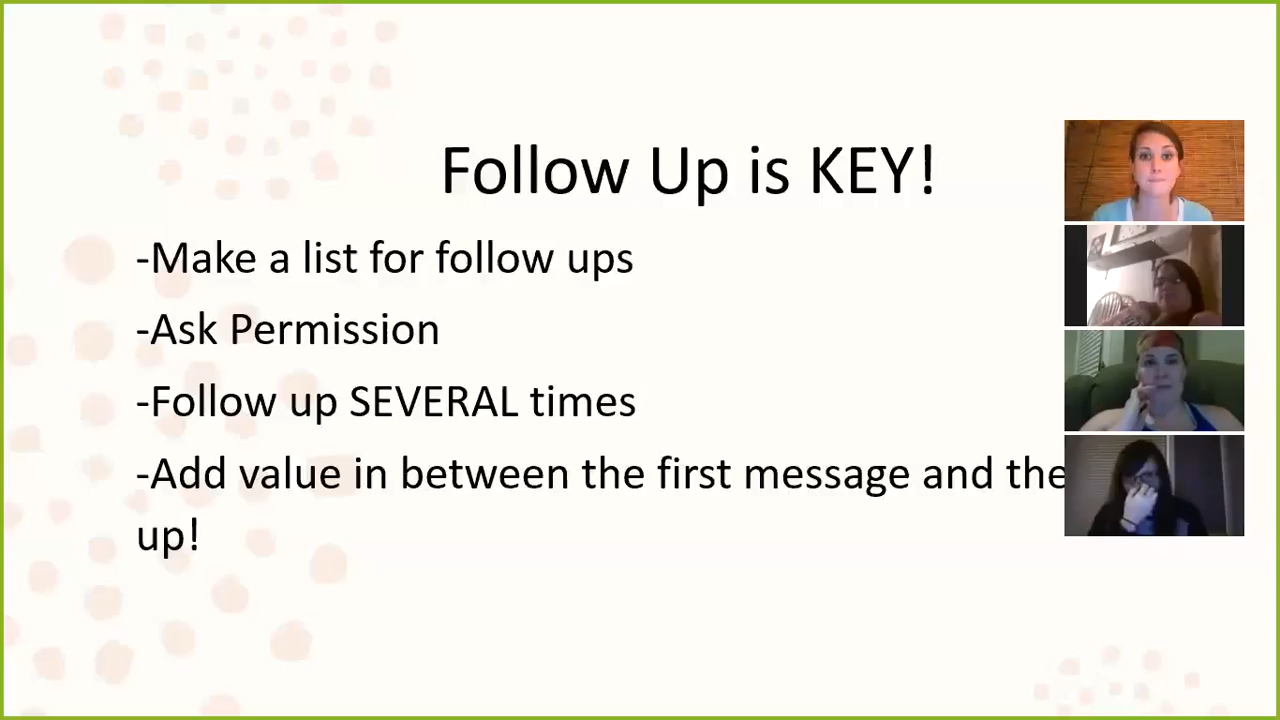 Follow Up is KEY!
-Make a list for follow ups
-Ask Permission
-Follow up SEVERAL times
-Add value in between the first message and the
up!